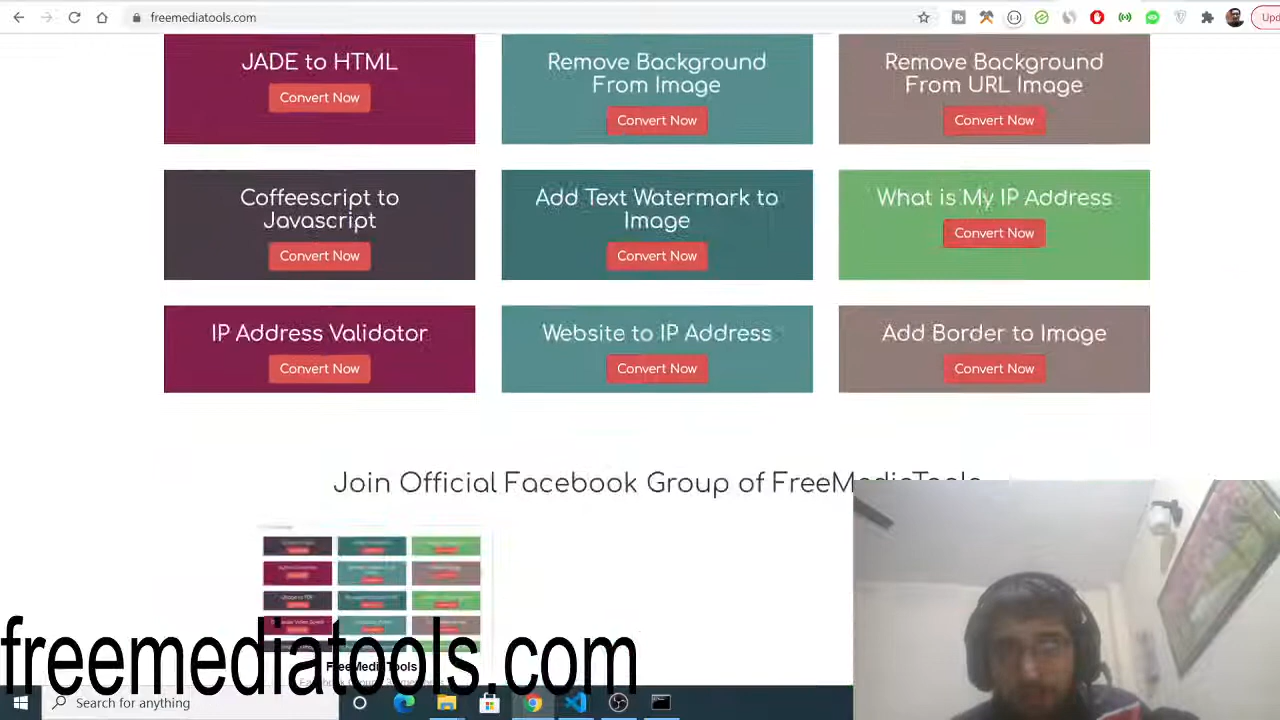 freemediatools.com
Upd
JADE to HTML
Convert Now
Remove Background
From Image
Convert Now
Remove Background
From URL Image
Convert Now
Coffeescript to
Javascript
Convert Now
Add Text Watermark to
Image
Convert Now
What is My IP Address
Convert Now
IP Address Validator
Convert Now
Website to IP Address
Convert Now
Add Border to Image
Convert Now
Join Official Facebook Group of FreeMediaTools
FreeMediaTools
freemediatools.com
Search for anything